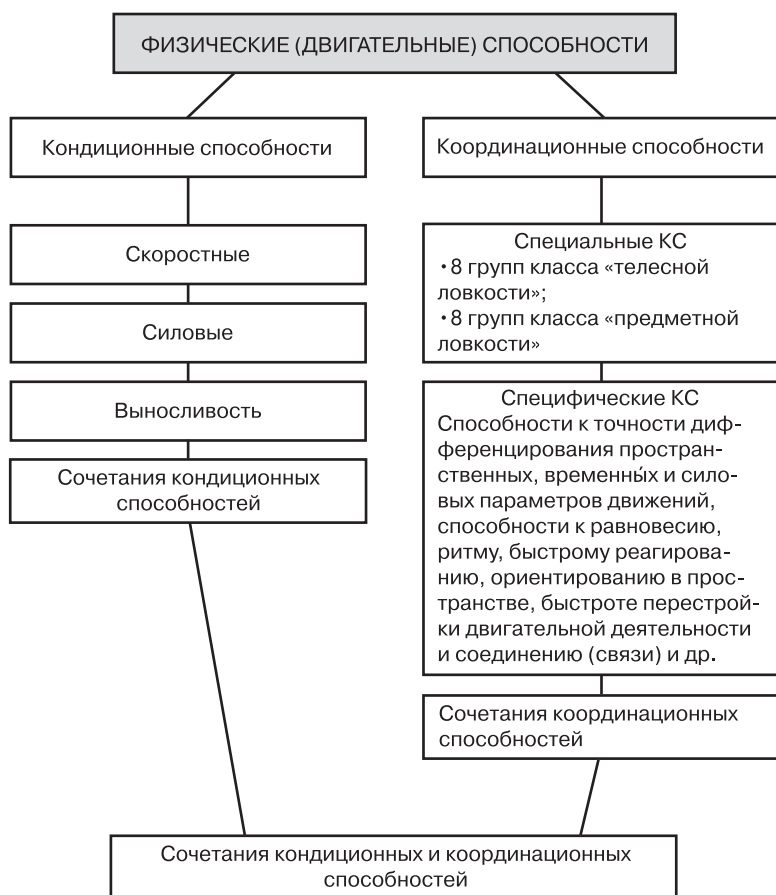 ФИЗИЧЕСКИЕ (ДВИГАТЕЛЬНЫЕ) СПОСОБНОСТИ
Кондиционные способности
Скоростные
Силовые
Выносливость
Сочетания кондиционных
способностей
Координационные способности
Специальные КС
•8 групп класса «телесной
ловкости»;
•8 групп класса «предметной
ловкости»
Специфические КС
Способности к точности диф-
ференцирования простран-
ственных, временны́х и сило-
вых параметров движений,
способности к равновесию,
ритму, быстрому реагирова-
нию, ориентированию в прос-
транстве, быстроте перестрой-
ки двигательной деятельности
и соединению (связи) и др.
Сочетания координационных
способностей
Сочетания кондиционных и координационных
способностей